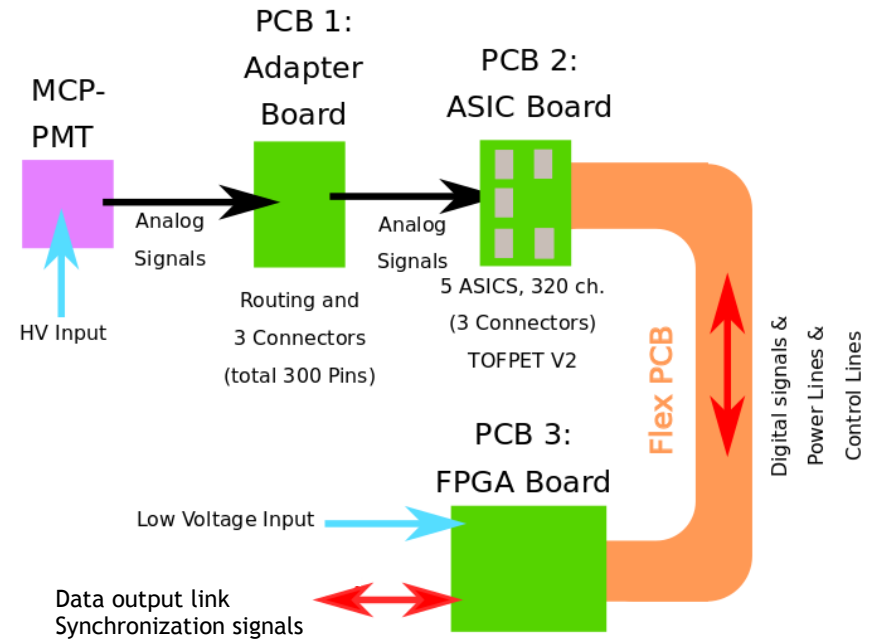 MCP-
PMT
HV Input
Analog
Signals
PCB 1:
Adapter
Board
Routing and
3 Connectors
(total 300 Pins)
Analog
Signals
PCB 2:
ASIC Board
5 ASICS, 320 ch.
(3 Connectors)
TOFPET V2
Flex PCB
Digital signals &
Power Lines &
Control Lines
PCB 3:
FPGA Board
Low Voltage Input
Data output link
Synchronization signals